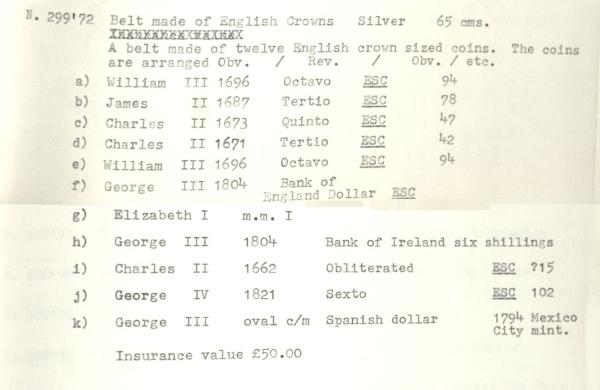 N. 299'72 Belt made of English Crowns Silver 65 cms.
A belt made of twelve English crown sized coins. The coins
are arranged Obv. / Rev. / Obv. / etc.
a) William III 1696 Octavo ESC 94
b) James II 1687 Tertio ESC 78
c) Charles II 1673 Quinto ESC 47
d) Charles II 1671 Tertio ESC 42
e) William III 1696 Octavo ESC 94
f) George III 1804 Bank of
England Dollar ESC
g) Elizabeth I m.m. I
h) George III 1804 Bank of Ireland six shillings
i) Charles II 1662 Obliterated ESC ?15
j) George IV 1821 Sexto ESC 102
k) George III oval c/m Spanish dollar 1794 Mexico
City mint.
Insurance value £50.00